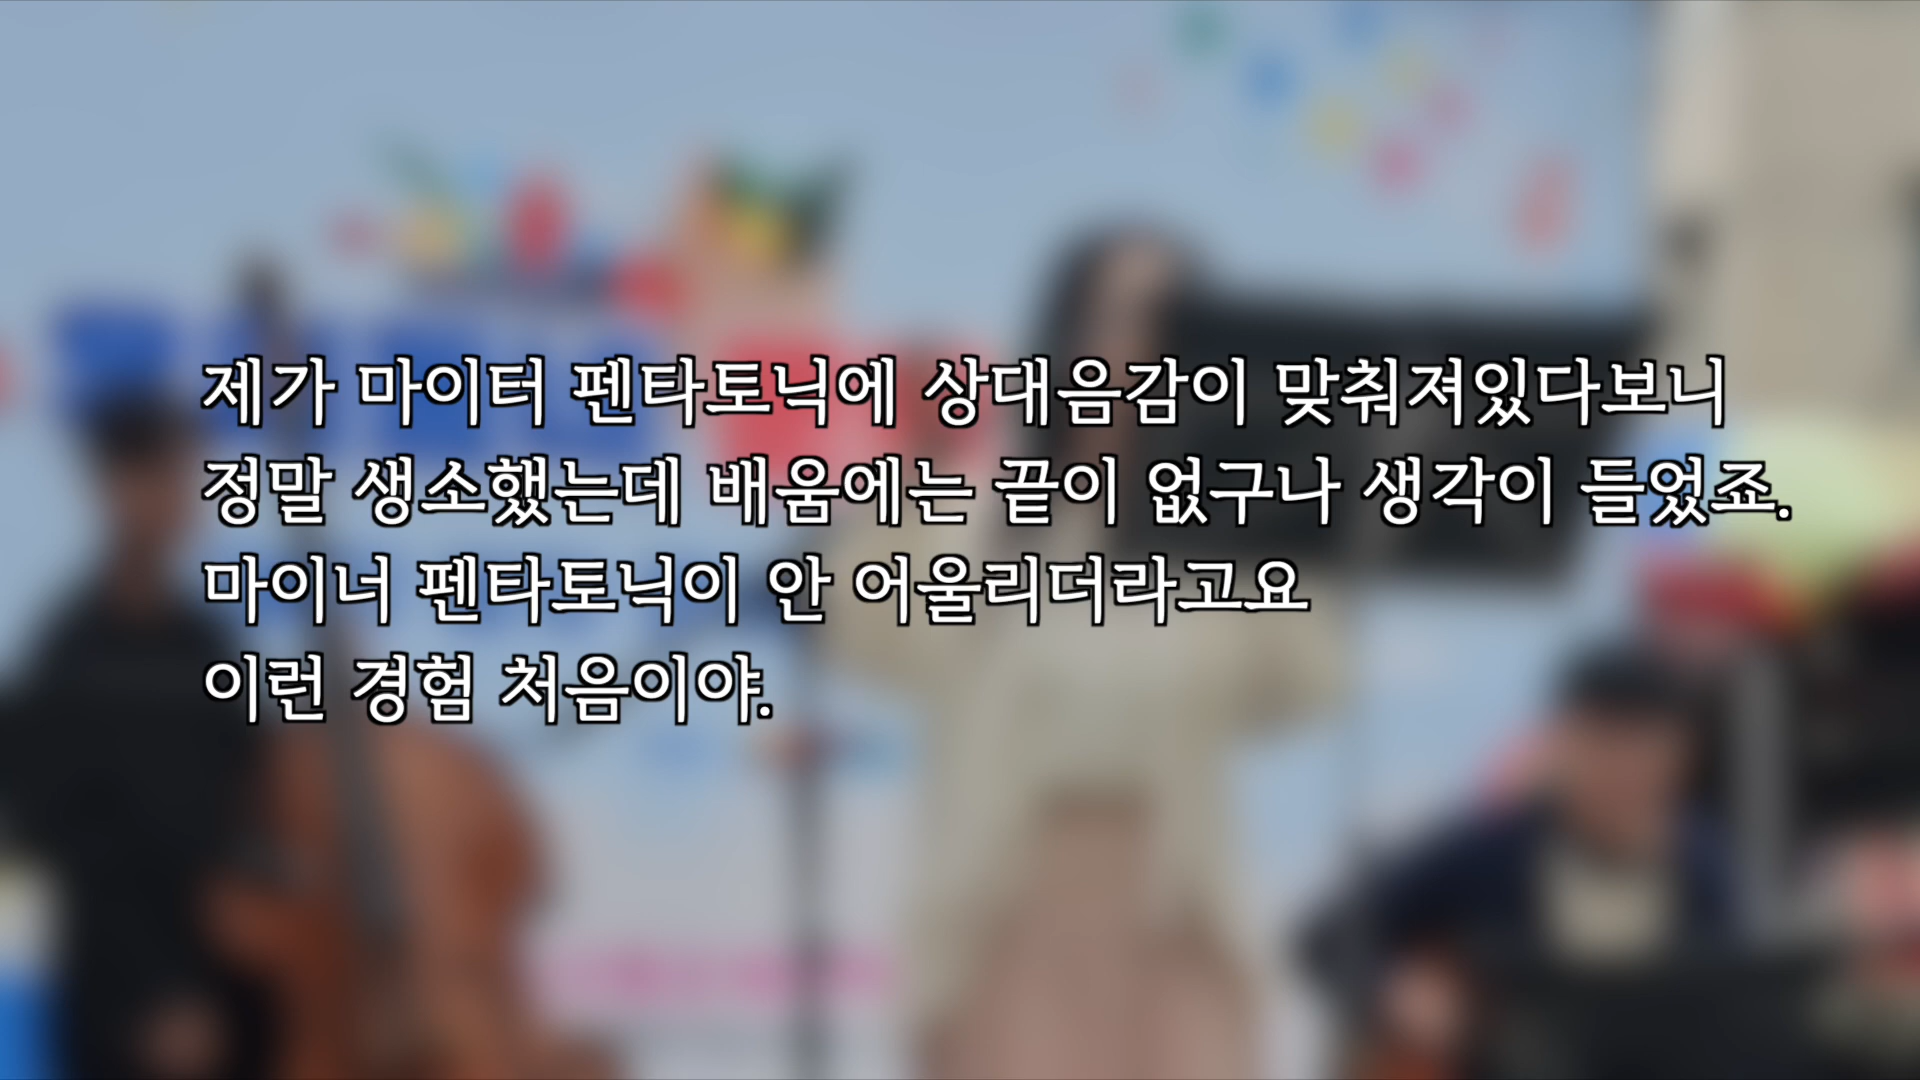 제가 마이터 펜타토닉에 상대음감이 맞춰져있다보니
정말 생소했는데 배움에는 끝이 없구나 생각이 들었죠.
마이너 펜타토닉이 안 어울리더라고요
이런 경험 처음이야.